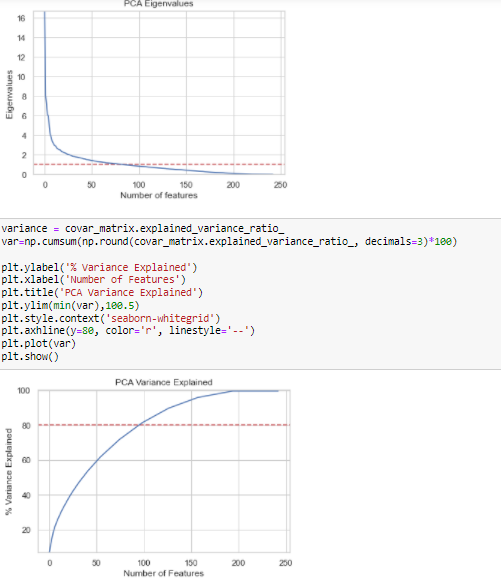 PCA Eigenvalues
16
14
12
10
8
6
4
2
0
Eigenvalues
0 50 100 150 200 250
Number of features
variance = covar_matrix.explained_variance_ratio_
var=np.cumsum(np.round(covar_matrix.explained_variance_ratio_, decimals=3)*100)
plt.ylabel('% Variance Explained')
plt.xlabel('Number of Features')
plt.title('PCA Variance Explained')
plt.ylim(min(var),100.5)
plt.style.context('seaborn-whitegrid')
plt.axhline(y=80, color='r', linestyle='--')
plt.plot(var)
plt.show()
PCA Variance Explained
100
80
60
40
20
% Variance Explained
0 50 100 150 200 250
Number of Features